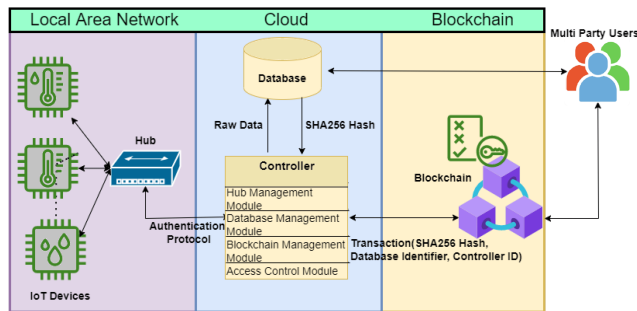 Local Area Network
Cloud
Blockchain
Multi Party Users
Database
Raw Data
SHA256 Hash
Hub
Controller
Hub Management
Module
Database Management
Module
Blockchain Management
Module
Access Control Module
Authentication
Protocol
Blockchain
Transaction(SHA256 Hash,
Database Identifier, Controller ID)
IoT Devices